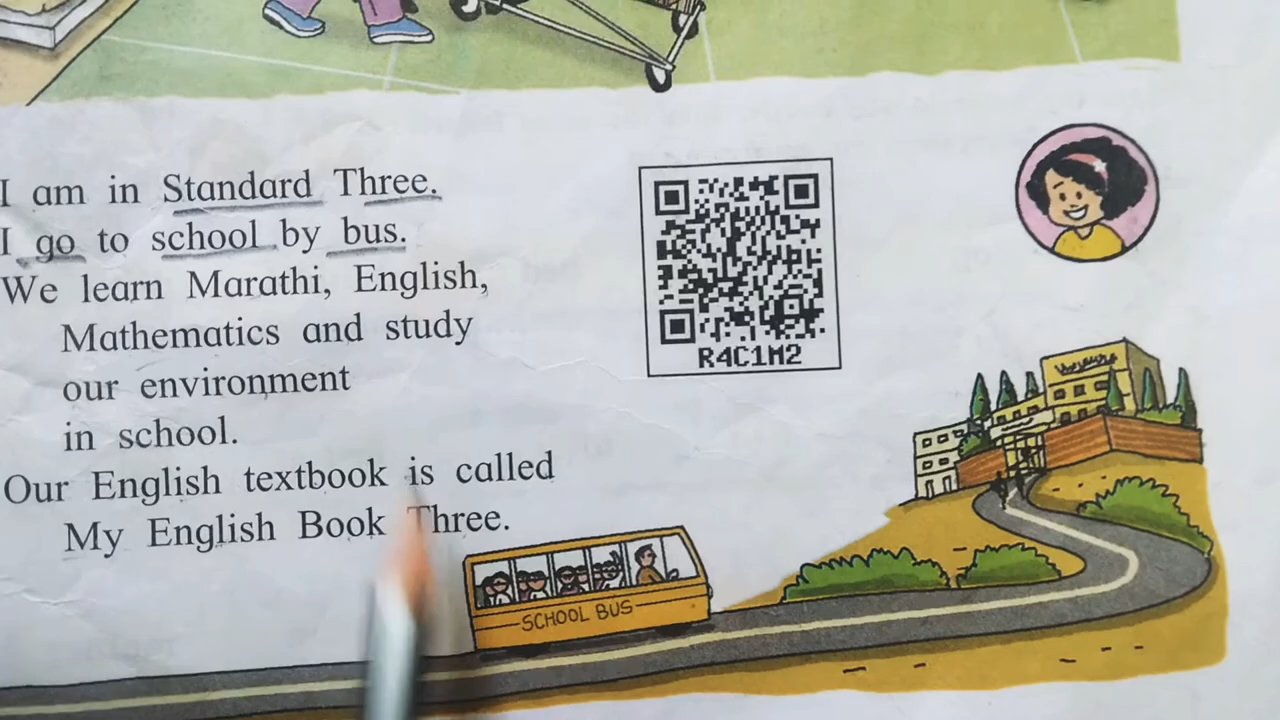 I am in Standard Three.
I go to school by bus.
We learn Marathi, English,
Mathematics and study
our environment
in school.
Our English textbook is called
My English Book Three.
R4C1M2
SCHOOL BUS